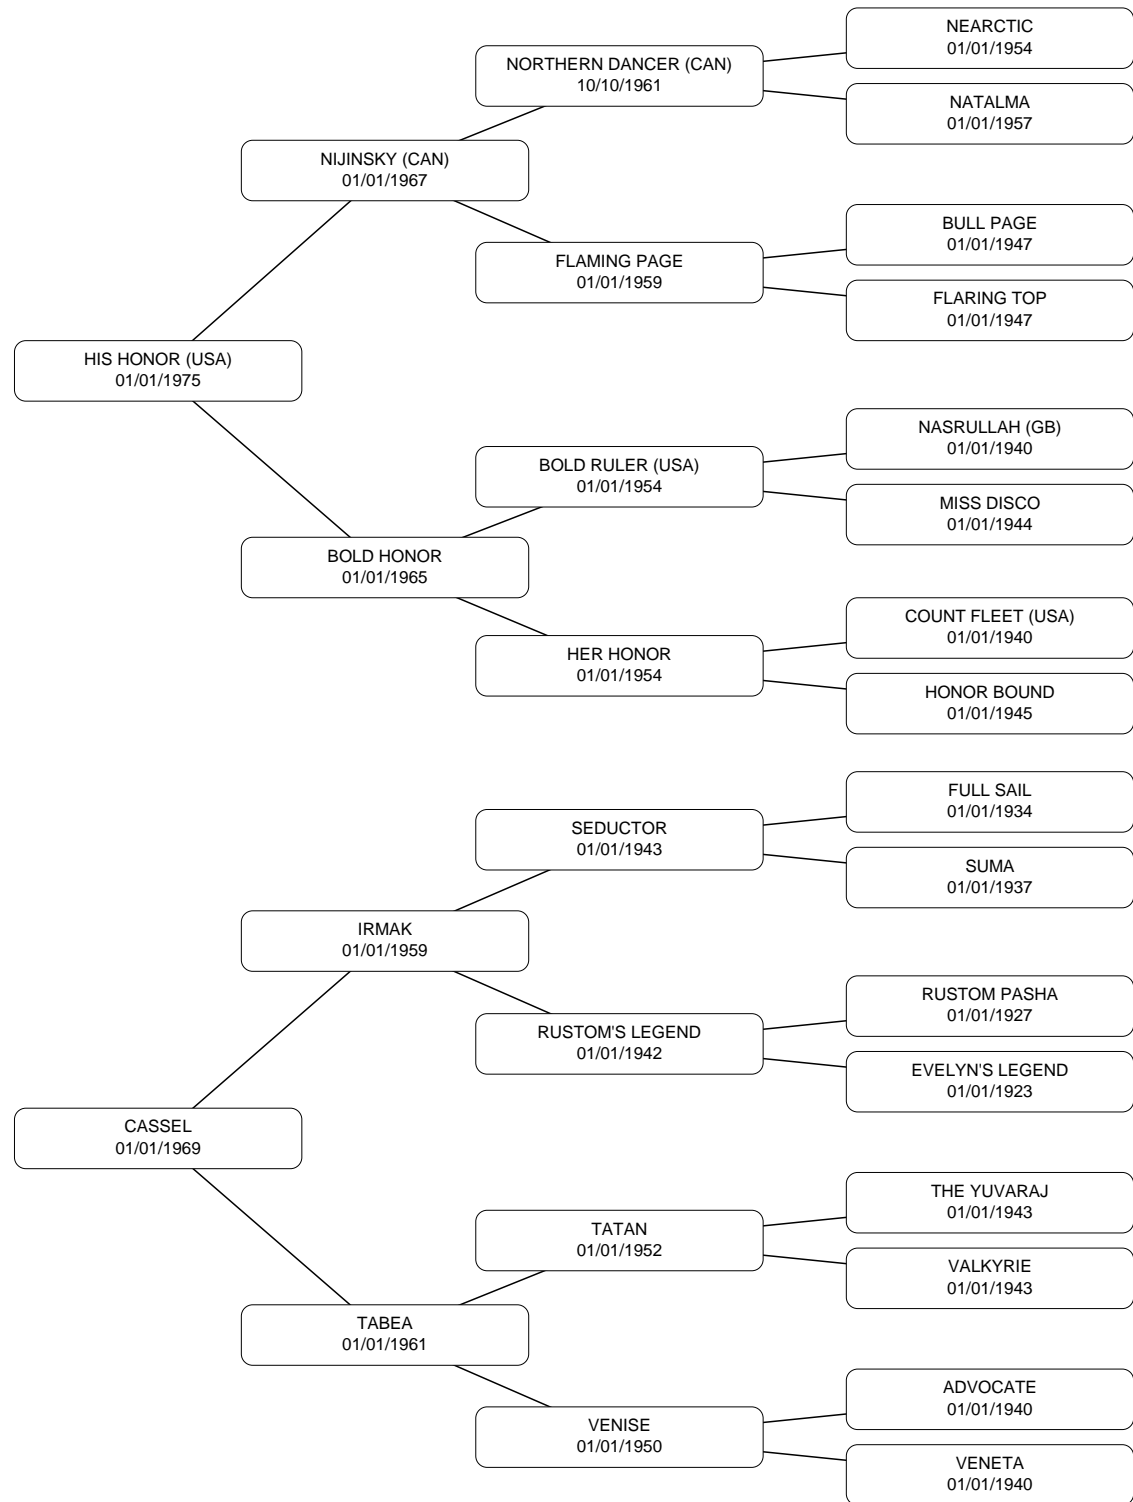 NEARCTIC
01/01/1954
NORTHERN DANCER (CAN)
10/10/1961
NATALMA
01/01/1957
NIJINSKY (CAN)
01/01/1967
BULL PAGE
01/01/1947
FLAMING PAGE
01/01/1959
FLARING TOP
01/01/1947
HIS HONOR (USA)
01/01/1975
NASRULLAH (GB)
01/01/1940
BOLD RULER (USA)
01/01/1954
MISS DISCO
01/01/1944
BOLD HONOR
01/01/1965
COUNT FLEET (USA)
01/01/1940
HER HONOR
01/01/1954
HONOR BOUND
01/01/1945
FULL SAIL
01/01/1934
SEDUCTOR
01/01/1943
SUMA
01/01/1937
IRMAK
01/01/1959
RUSTOM PASHA
01/01/1927
RUSTOM'S LEGEND
01/01/1942
EVELYN'S LEGEND
01/01/1923
CASSEL
01/01/1969
THE YUVARAJ
01/01/1943
TATAN
01/01/1952
VALKYRIE
01/01/1943
TABEA
01/01/1961
ADVOCATE
01/01/1940
VENISE
01/01/1950
VENETA
01/01/1940